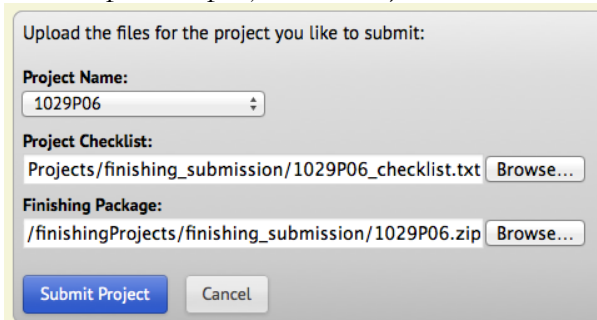 Upload the files for the project you like to submit:
Project Name:
1029P06
Project Checklist:
Projects/finishing_submission/1029P06_checklist.txt Browse...
Finishing Package:
/finishingProjects/finishing_submission/1029P06.zip Browse...
Submit Project Cancel